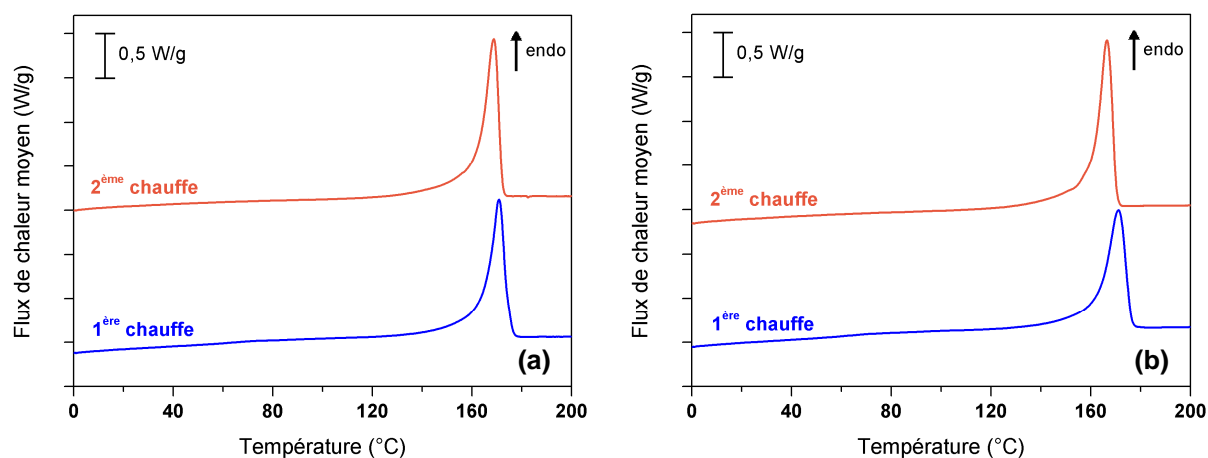 Flux de chaleur moyen (W/g)
0,5 W/g
endo
2ème chauffe
1ère chauffe
(a)
0 40 80 120 160 200
Température (°C)
Flux de chaleur moyen (W/g)
0,5 W/g
endo
2ème chauffe
1ère chauffe
(b)
0 40 80 120 160 200
Température (°C)